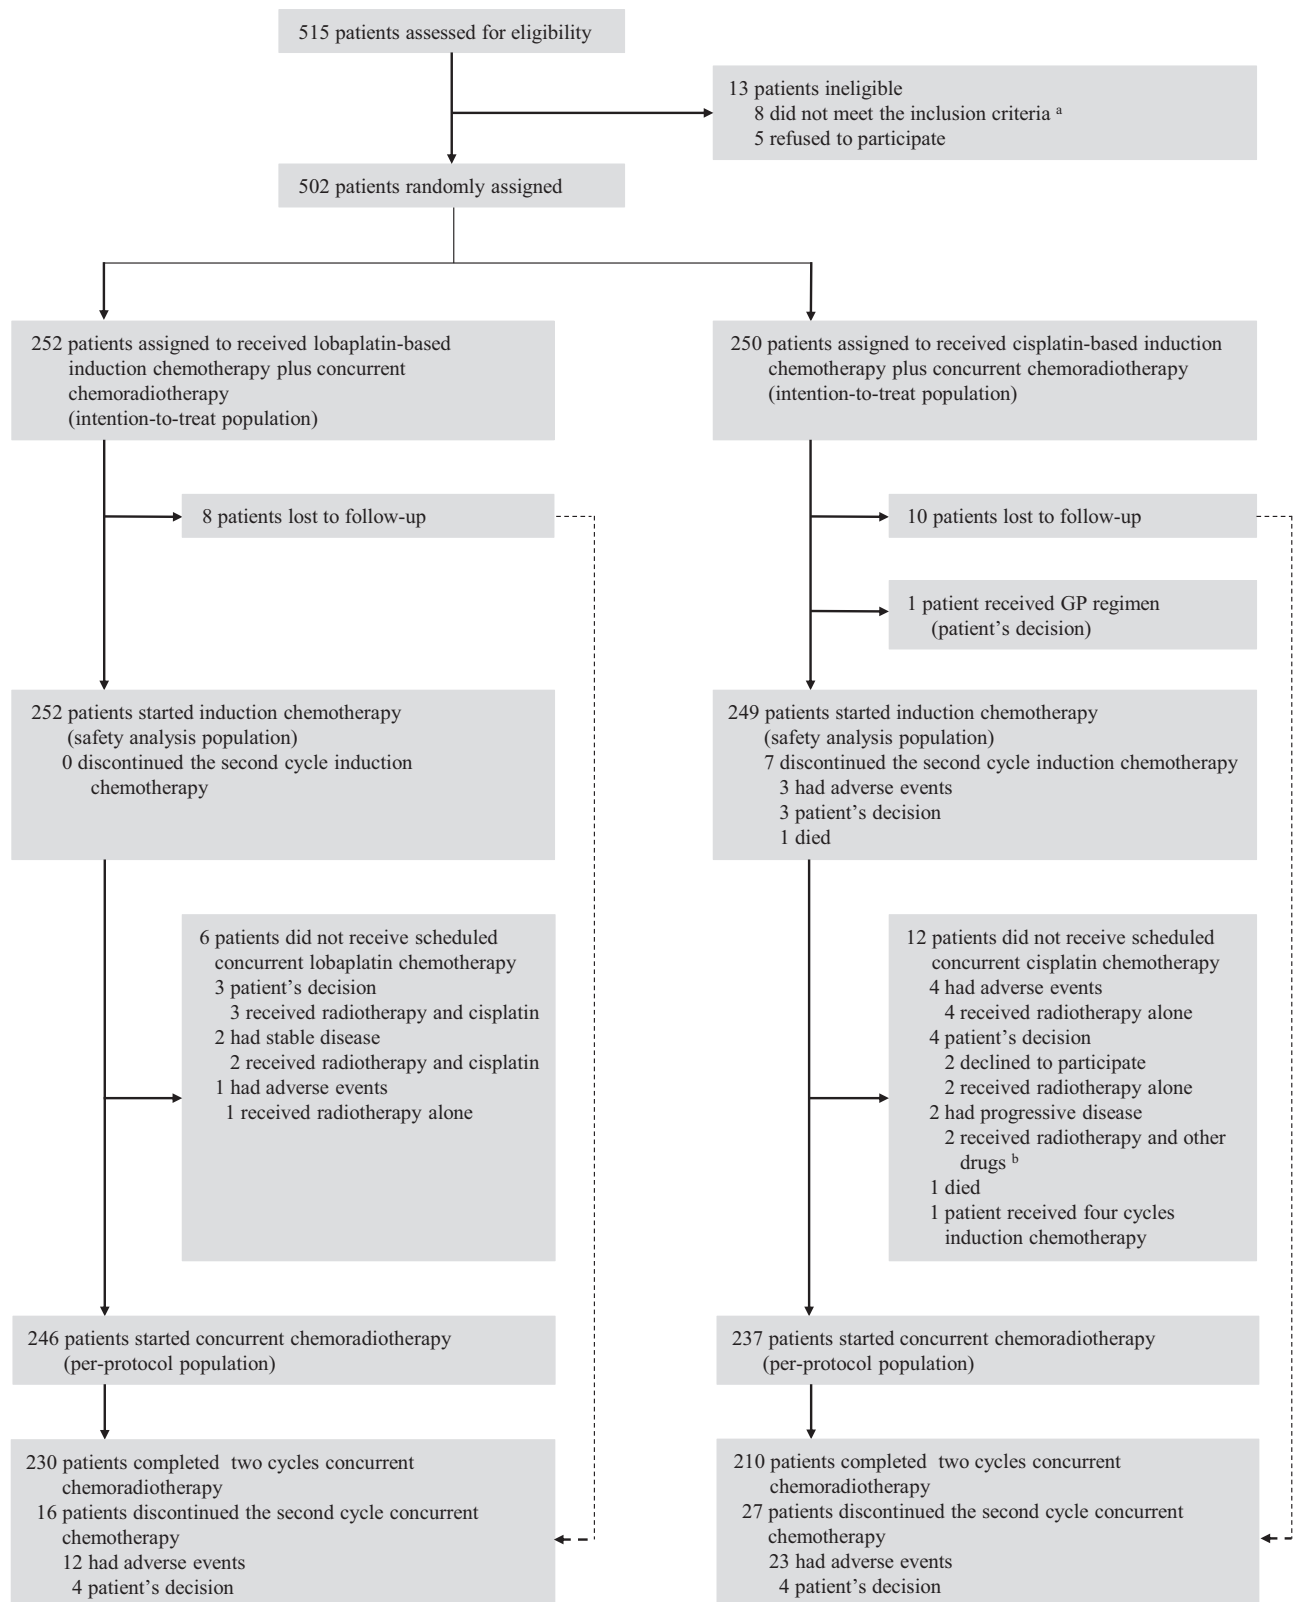 515 patients assessed for eligibility
13 patients ineligible
8 did not meet the inclusion criteria a
5 refused to participate
502 patients randomly assigned
252 patients assigned to received lobaplatin-based
induction chemotherapy plus concurrent
chemoradiotherapy
(intention-to-treat population)
250 patients assigned to received cisplatin-based induction
chemotherapy plus concurrent chemoradiotherapy
(intention-to-treat population)
8 patients lost to follow-up
10 patients lost to follow-up
1 patient received GP regimen
(patient’s decision)
252 patients started induction chemotherapy
(safety analysis population)
0 discontinued the second cycle induction
chemotherapy
249 patients started induction chemotherapy
(safety analysis population)
7 discontinued the second cycle induction chemotherapy
3 had adverse events
3 patient’s decision
1 died
6 patients did not receive scheduled
concurrent lobaplatin chemotherapy
3 patient’s decision
3 received radiotherapy and cisplatin
2 had stable disease
2 received radiotherapy and cisplatin
1 had adverse events
1 received radiotherapy alone
12 patients did not receive scheduled
concurrent cisplatin chemotherapy
4 had adverse events
4 received radiotherapy alone
4 patient’s decision
2 declined to participate
2 received radiotherapy alone
2 had progressive disease
2 received radiotherapy and other
drugs b
1 died
1 patient received four cycles
induction chemotherapy
246 patients started concurrent chemoradiotherapy
(per-protocol population)
237 patients started concurrent chemoradiotherapy
(per-protocol population)
230 patients completed two cycles concurrent
chemoradiotherapy
16 patients discontinued the second cycle concurrent
chemotherapy
12 had adverse events
4 patient’s decision
210 patients completed two cycles concurrent
chemoradiotherapy
27 patients discontinued the second cycle concurrent
chemotherapy
23 had adverse events
4 patient’s decision